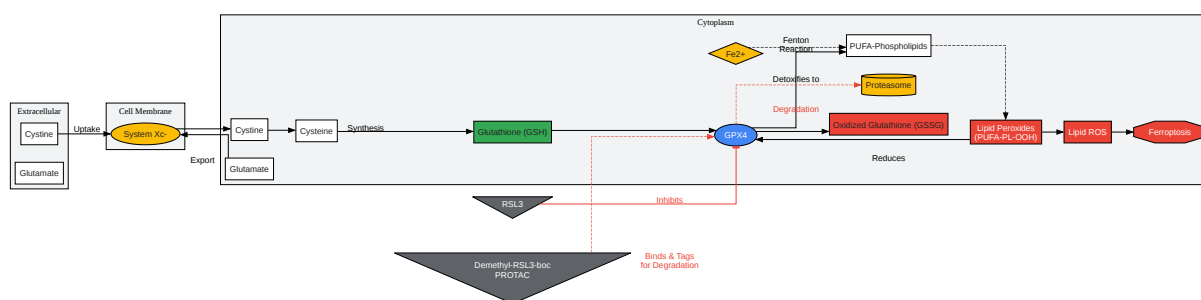 Cytoplasm
Fe2+
Fenton
Reaction
PUFA-Phospholipids
Detoxifies to
Proteasome
Extracellular
Cell Membrane
Degradation
Cystine
Uptake
System Xc-
Cystine
Cysteine
Synthesis
Glutathione (GSH)
GPX4
Oxidized Glutathione (GSSG)
Lipid Peroxides
(PUFA-PL-OOH)
Lipid ROS
Ferroptosis
Glutamate
Export
Glutamate
Reduces
RSL3
Inhibits
Demethyl-RSL3-boc
PROTAC
Binds & Tags
for Degradation